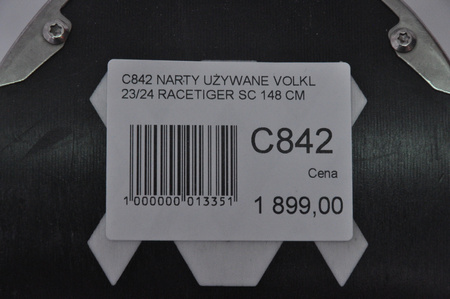 C842 NARTY UŻYWANE VOLKL
23/24 RACETIGER SC 148 CM
C842
Cena
1 000000 013351
1 899,00